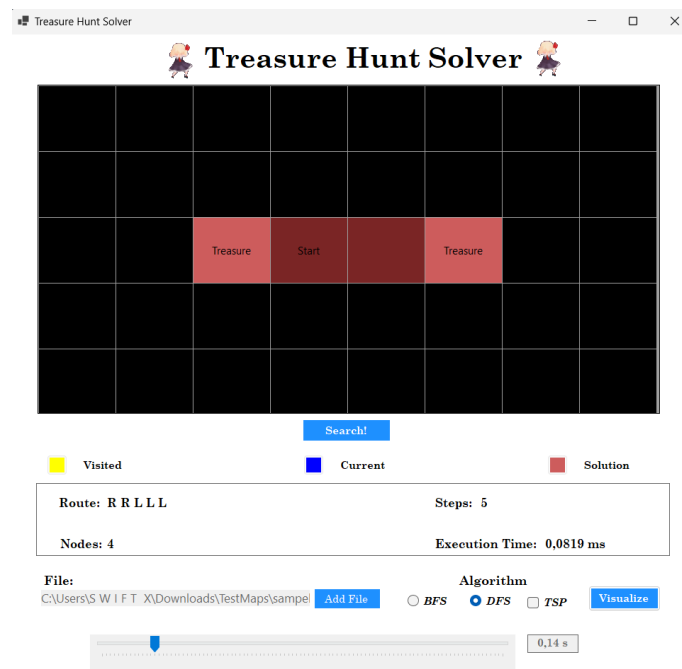 Treasure Hunt Solver
Treasure Hunt Solver
Treasure Start Treasure
Search!
Visited Current Solution
Route: R R L L L Steps: 5
Nodes: 4 Execution Time: 0,0819 ms
File: Algorithm
C:\Users\S W I F T X\Downloads\TestMaps\sampel Add File BFS DFS TSP Visualize
0,14 s